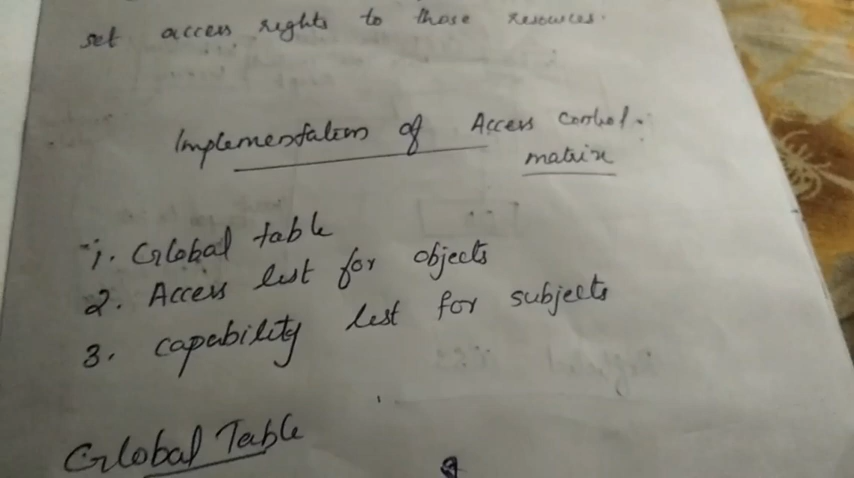 set access rights to those resources.
Implementation of Access control
matrix
1. Global table
2. Access list for objects
3. capability list for subjects
Global Table